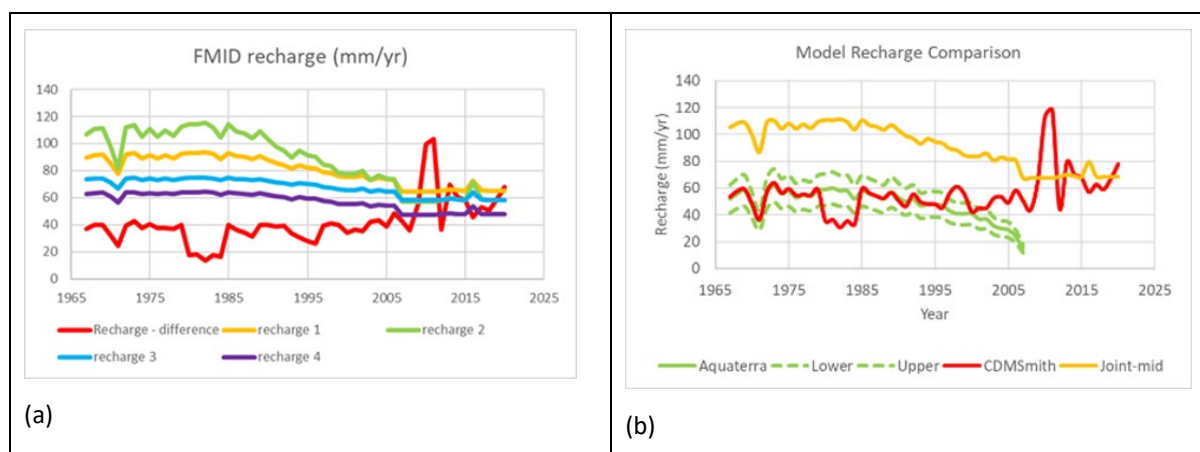 FMID recharge (mm/yr)
140
120
100
80
60
40
20
0
1965 1975 1985 1995 2005 2015 2025
Recharge - difference recharge 1 recharge 2
recharge 3 recharge 4
(a)
Model Recharge Comparison
Recharge (mm/yr)
140
120
100
80
60
40
20
0
1965 1975 1985 1995 2005 2015 2025
Year
Aquaterra Lower Upper CDMSmith Joint-mid
(b)